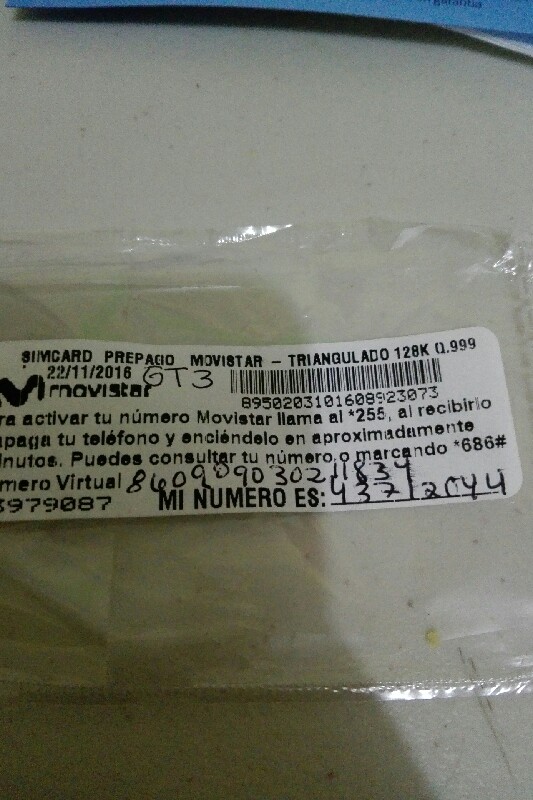 garantía
SIMCARD PREPAGO MOVISTAR - TRIANGULADO 128K 0.999
22/11/2016 GT3
movistar
8950203101608923073
ra activar tu número Movistar llama al *255, al recibirlo
apaga tu teléfono y enciéndelo en aproximadamente
inutos. Puedes consultar tu número o marcando *686#
mero Virtual 8609090302 11834
3979087 MI NUMERO ES: 4372 2044